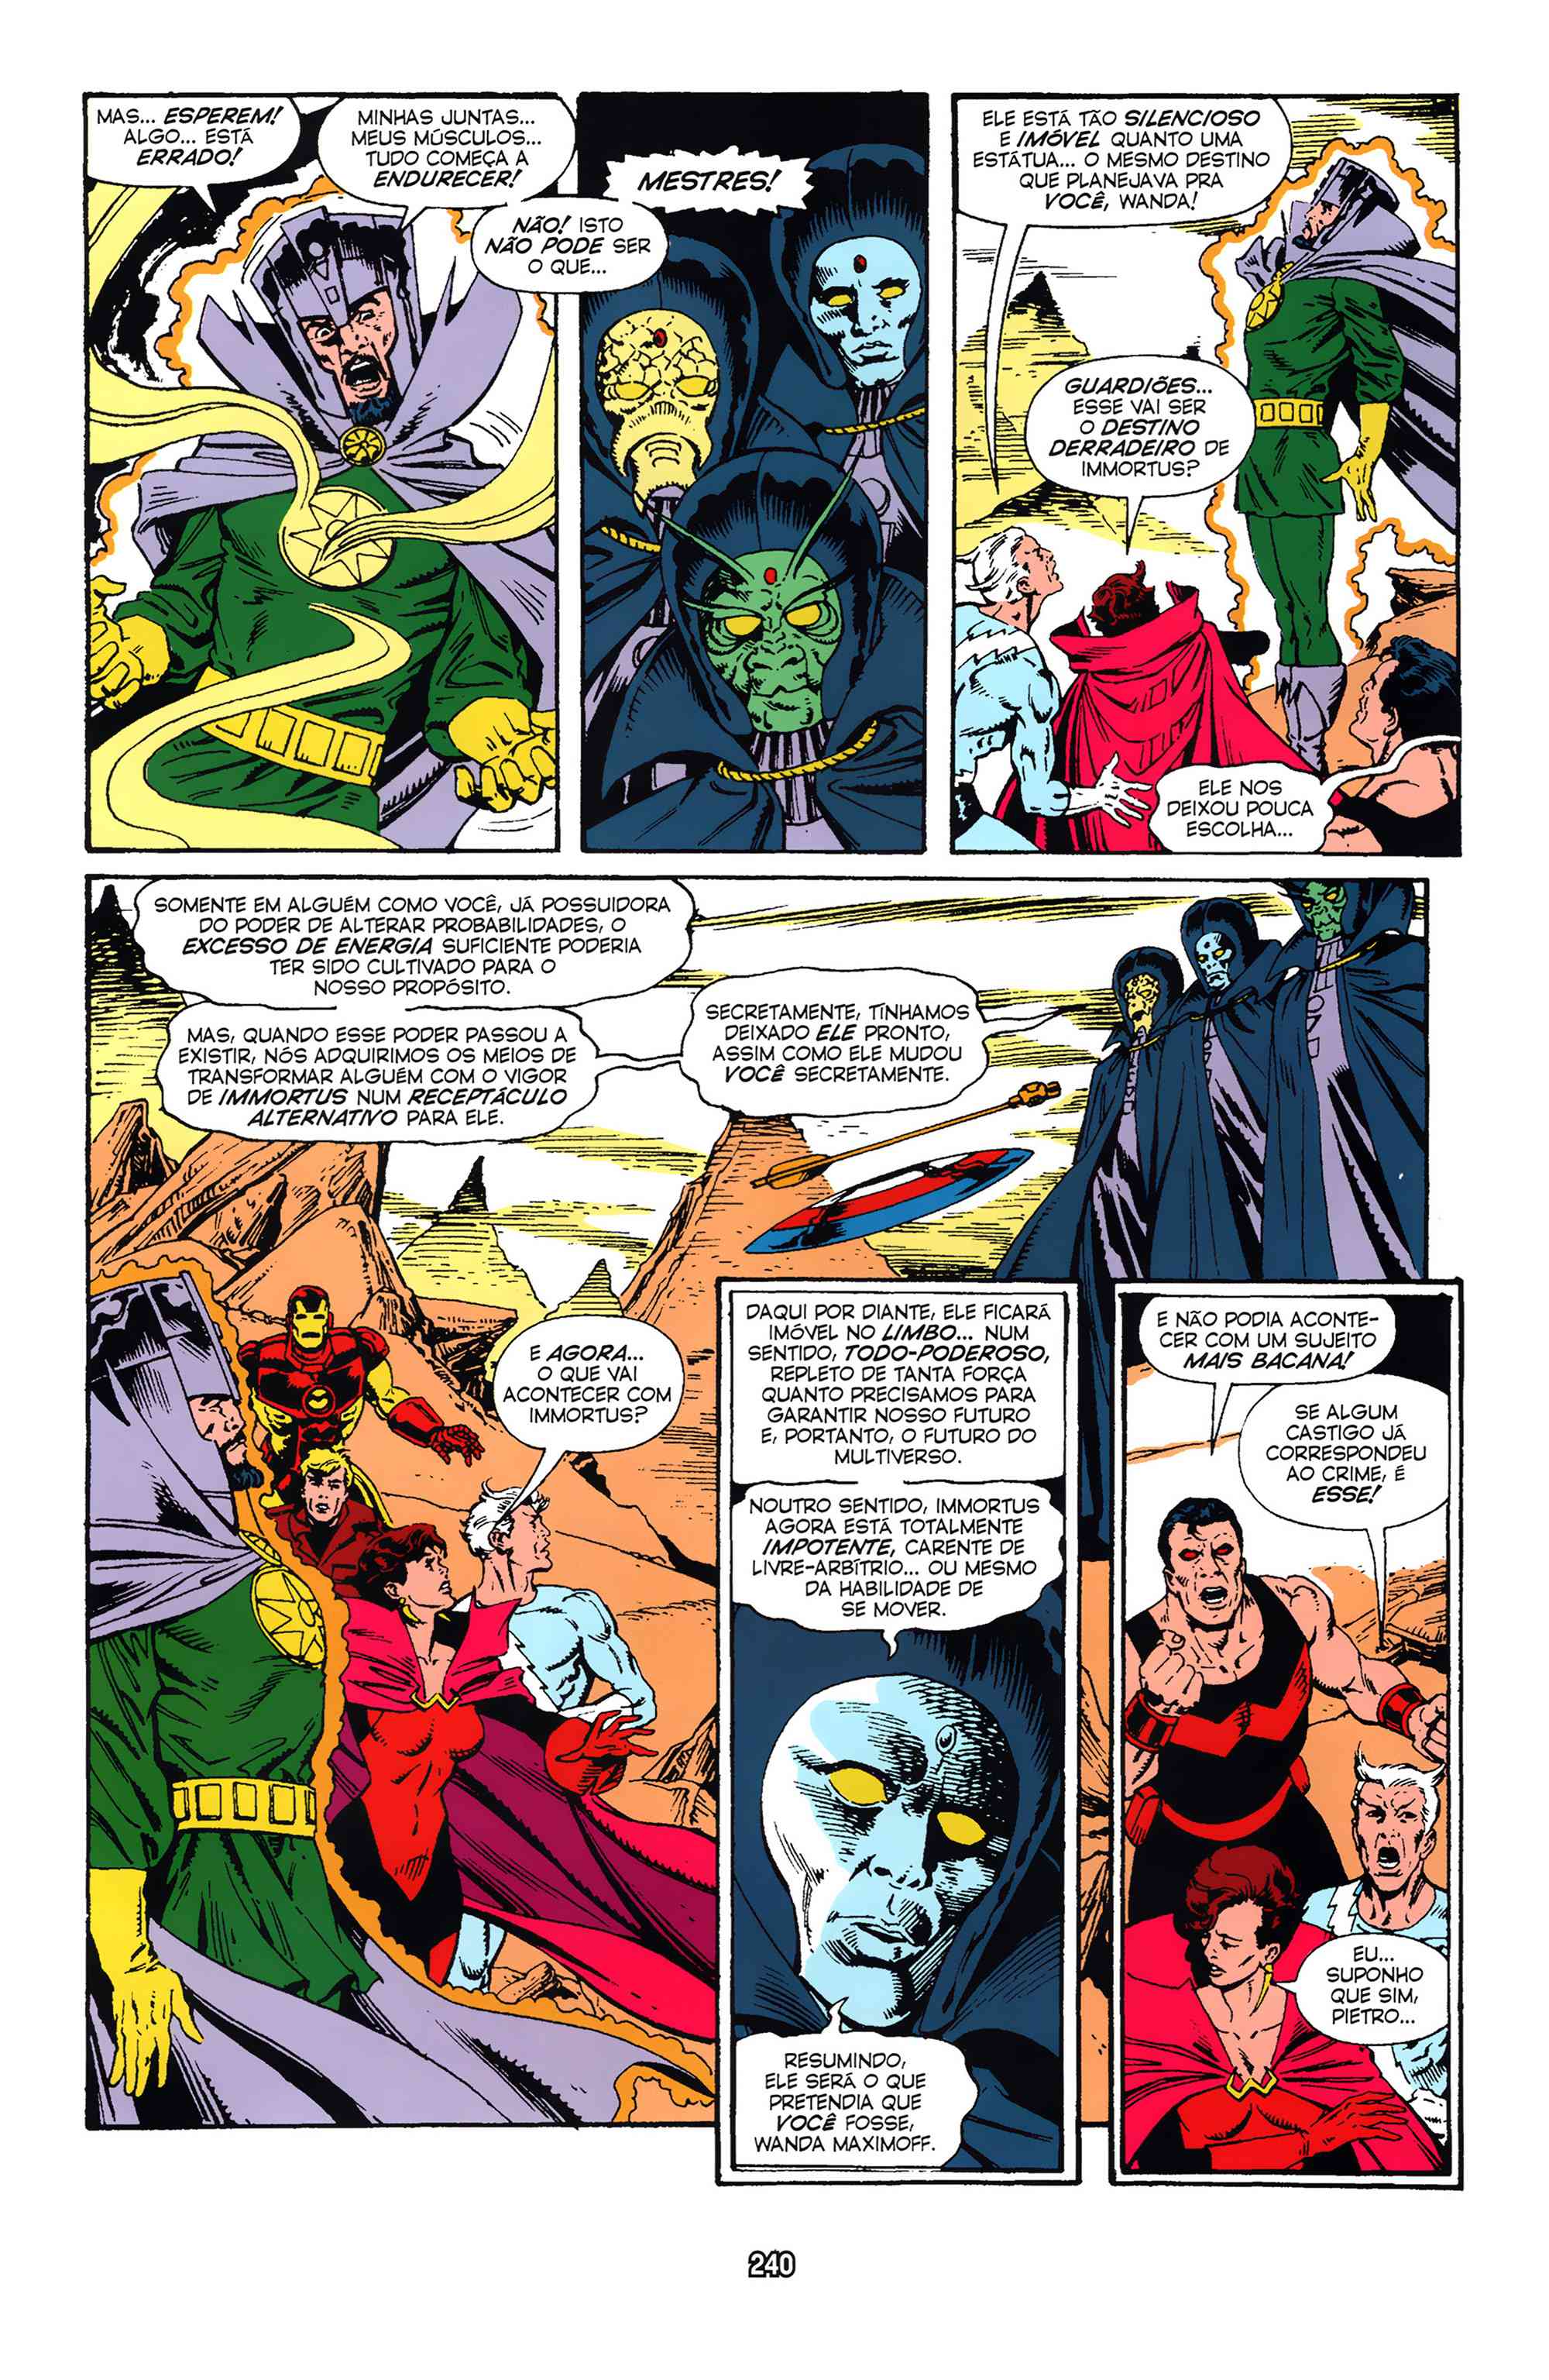 MAS... ESPEREM!
ALGO... ESTÁ
ERRADO!
MINHAS JUNTAS...
MEUS MÚSCULOS...
TUDO COMEÇA A
ENDURECER!
NÃO! ISTO
NÃO PODE SER
O QUE...
MESTRES!
ELE ESTÁ TÃO SILENCIOSO
E IMÓVEL QUANTO UMA
ESTÁTUA... O MESMO DESTINO
QUE PLANEJAVA PRA
VOCÊ, WANDA!
GUARDIÕES...
ESSE VAI SER
O DESTINO
DERRADEIRO DE
IMMORTUS?
ELE NOS
DEIXOU POUCA
ESCOLHA...
SOMENTE EM ALGUÉM COMO VOCÊ, JÁ POSSUIDORA
DO PODER DE ALTERAR PROBABILIDADES, O
EXCESSO DE ENERGIA SUFICIENTE PODERIA
TER SIDO CULTIVADO PARA O
NOSSO PROPÓSITO.
MAS, QUANDO ESSE PODER PASSOU A
EXISTIR, NÓS ADQUIRIMOS OS MEIOS DE
TRANSFORMAR ALGUÉM COM O VIGOR
DE IMMORTUS NUM RECEPTÁCULO
ALTERNATIVO PARA ELE.
SECRETAMENTE, TÍNHAMOS
DEIXADO ELE PRONTO,
ASSIM COMO ELE MUDOU
VOCÊ SECRETAMENTE.
E AGORA...
O QUE VAI
ACONTECER COM
IMMORTUS?
DAQUI POR DIANTE, ELE FICARÁ
IMÓVEL NO LIMBO... NUM
SENTIDO, TODO-PODEROSO,
REPLETO DE TANTA FORÇA
QUANTO PRECISAMOS PARA
GARANTIR NOSSO FUTURO
E, PORTANTO, O FUTURO DO
MULTIVERSO.
NOUTRO SENTIDO, IMMORTUS
AGORA ESTÁ TOTALMENTE
IMPOTENTE, CARENTE DE
LIVRE-ARBÍTRIO... OU MESMO
DA HABILIDADE DE
SE MOVER.
RESUMINDO,
ELE SERÁ O QUE
PRETENDIA QUE
VOCÊ FOSSE,
WANDA MAXIMOFF.
E NÃO PODIA ACONTE-
CER COM UM SUJEITO
MAIS BACANA!
SE ALGUM
CASTIGO JÁ
CORRESPONDEU
AO CRIME, É
ESSE!
EU...
SUPONHO
QUE SIM,
PIETRO...
240